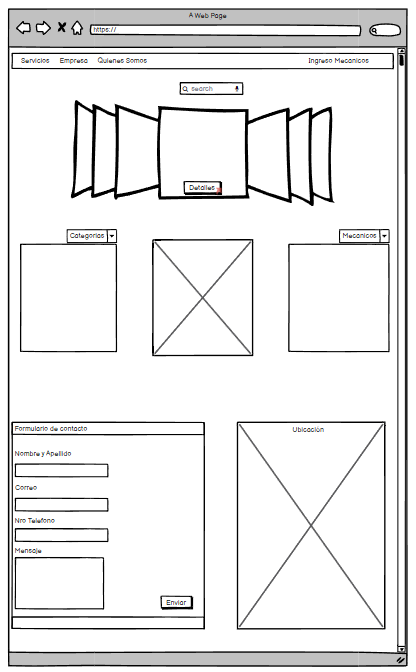 A Web Page
https://
Servicios Empresa Quienes Somos Ingreso Mecanicos
search
Detalles
Categorias Mecanicos
Formulario de contacto
Nombre y Apellido
Correo
Nro Telefono
Mensaje
Enviar
Ubicación